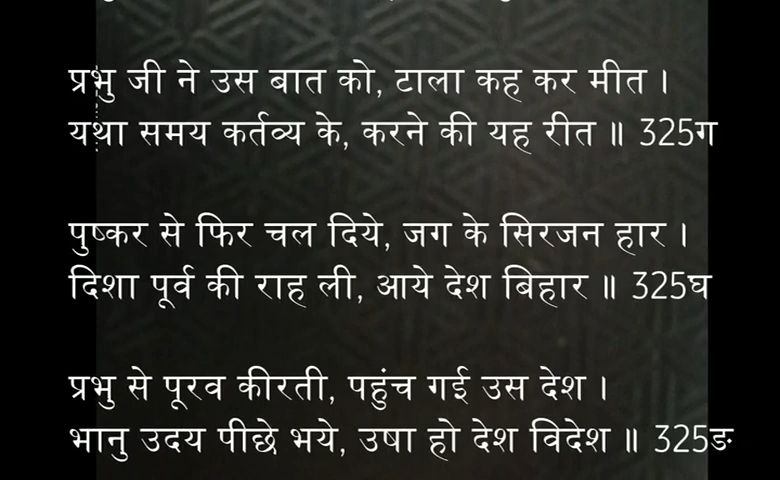 प्रभु जी ने उस बात को, टाला कह कर मीत ।
यथा समय कर्तव्य के, करने की यह रीत ॥ 325ग
पुष्कर से फिर चल दिये, जग के सिरजन हार ।
दिशा पूर्व की राह ली, आये देश बिहार ॥ 325घ
प्रभु से पूरव कीरती, पहुंच गई उस देश ।
भानु उदय पीछे भये, उषा हो देश विदेश ॥ 325ङ